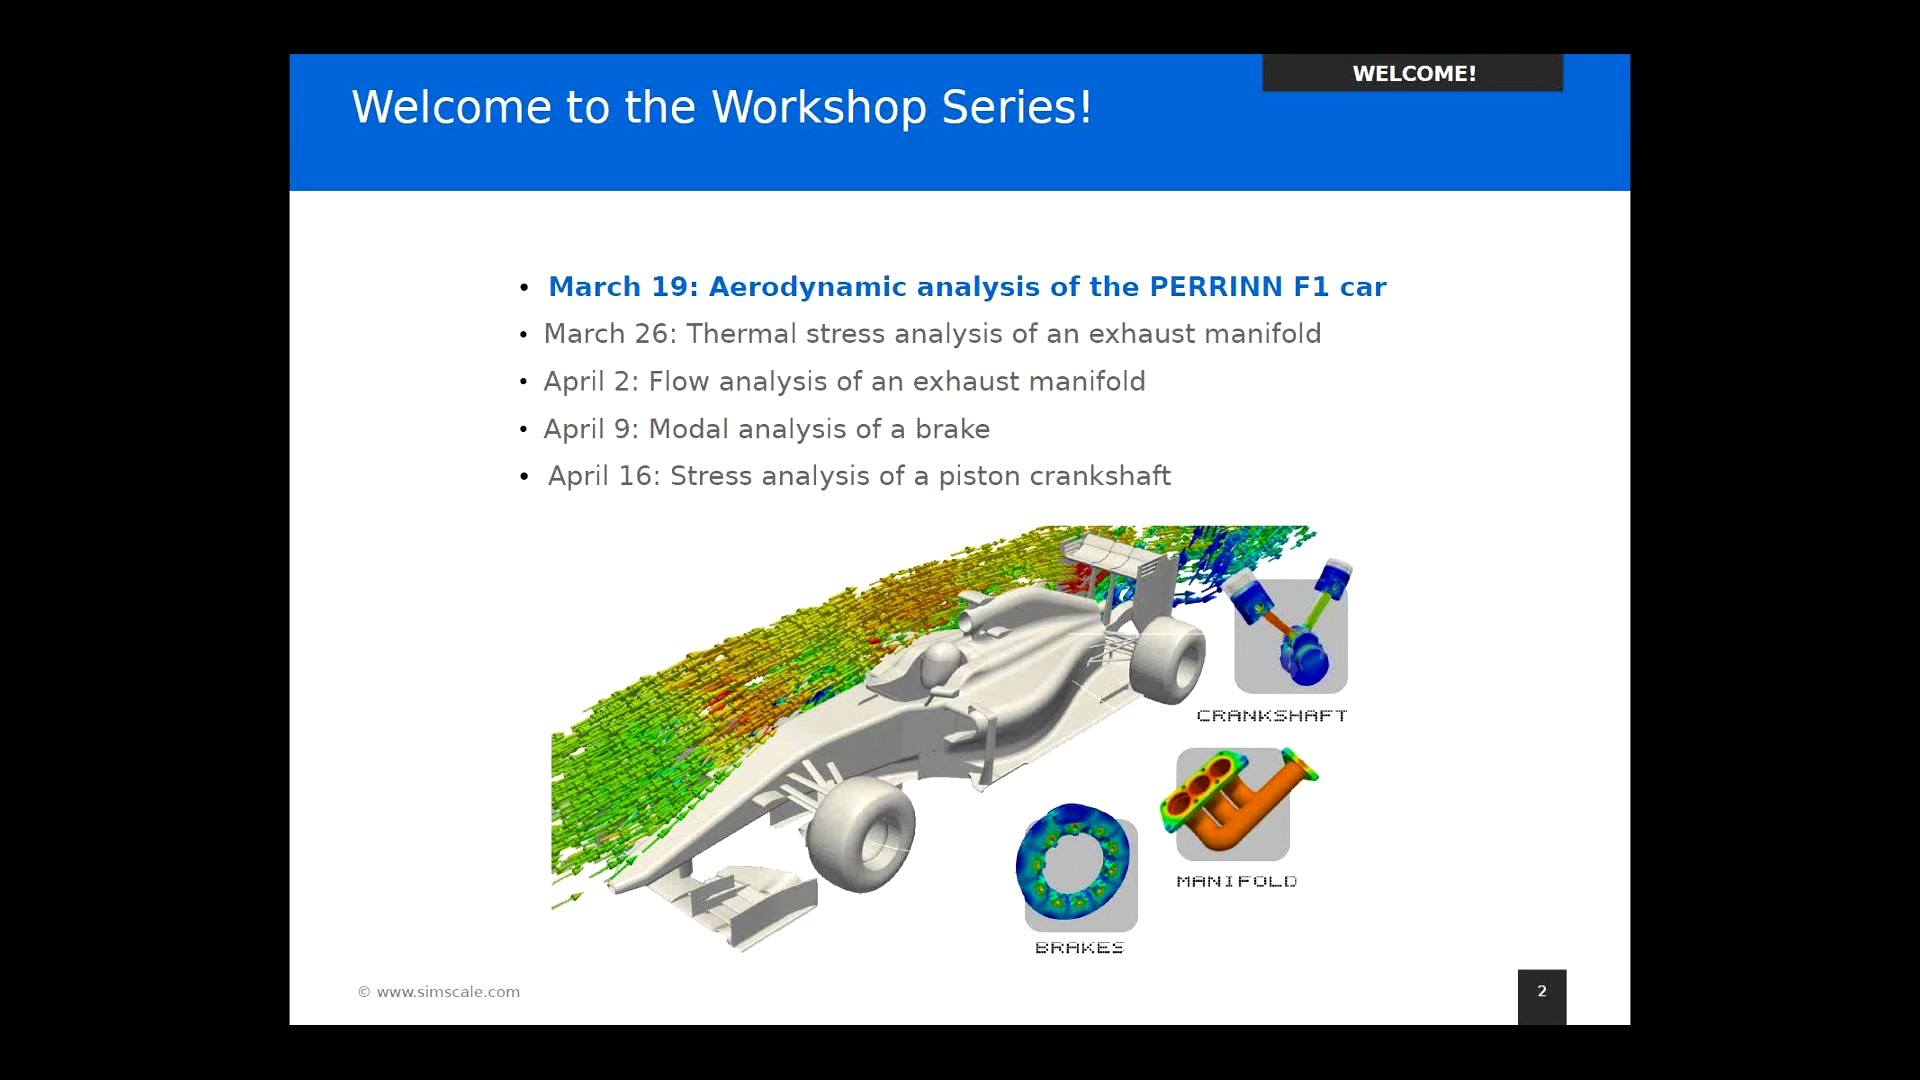 WELCOME!
Welcome to the Workshop Series!
• March 19: Aerodynamic analysis of the PERRINN F1 car
• March 26: Thermal stress analysis of an exhaust manifold
• April 2: Flow analysis of an exhaust manifold
• April 9: Modal analysis of a brake
• April 16: Stress analysis of a piston crankshaft
CRANKSHAFT
MANIFOLD
BRAKES
© www.simscale.com
2